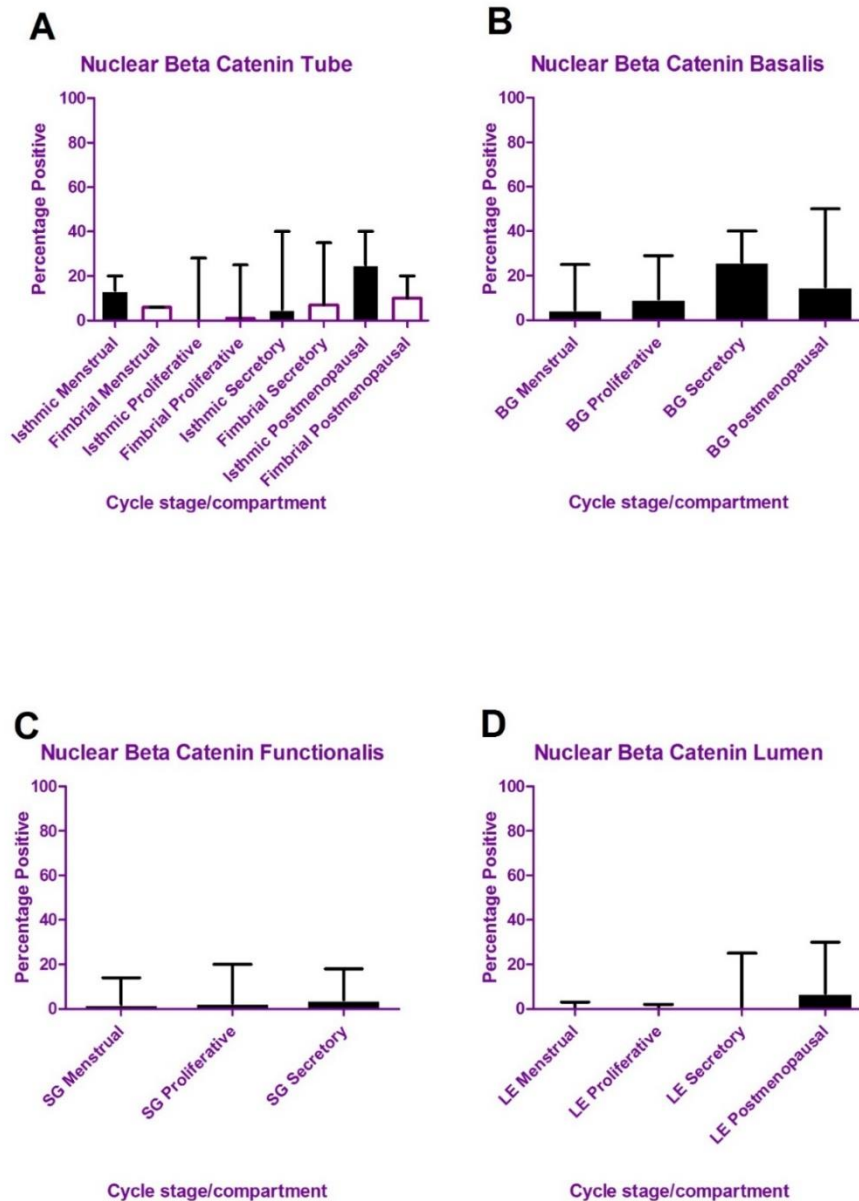 A
Nuclear Beta Catenin Tube
Percentage Positive
100
80
60
40
20
0
Isthmic Menstrual
Fimbrial Menstrual
Isthmic Proliferative
Fimbrial Proliferative
Isthmic Secretory
Fimbrial Secretory
Isthmic Postmenopausal
Fimbrial Postmenopausal
Cycle stage/compartment
B
Nuclear Beta Catenin Basalis
Percentage Positive
100
80
60
40
20
0
BG Menstrual
BG Proliferative
BG Secretory
BG Postmenopausal
Cycle stage/compartment
C
Nuclear Beta Catenin Functionalis
Percentage Positive
100
80
60
40
20
0
SG Menstrual
SG Proliferative
SG Secretory
Cycle stage/compartment
D
Nuclear Beta Catenin Lumen
Percentage Positive
100
80
60
40
20
0
LE Menstrual
LE Proliferative
LE Secretory
LE Postmenopausal
Cycle stage/compartment